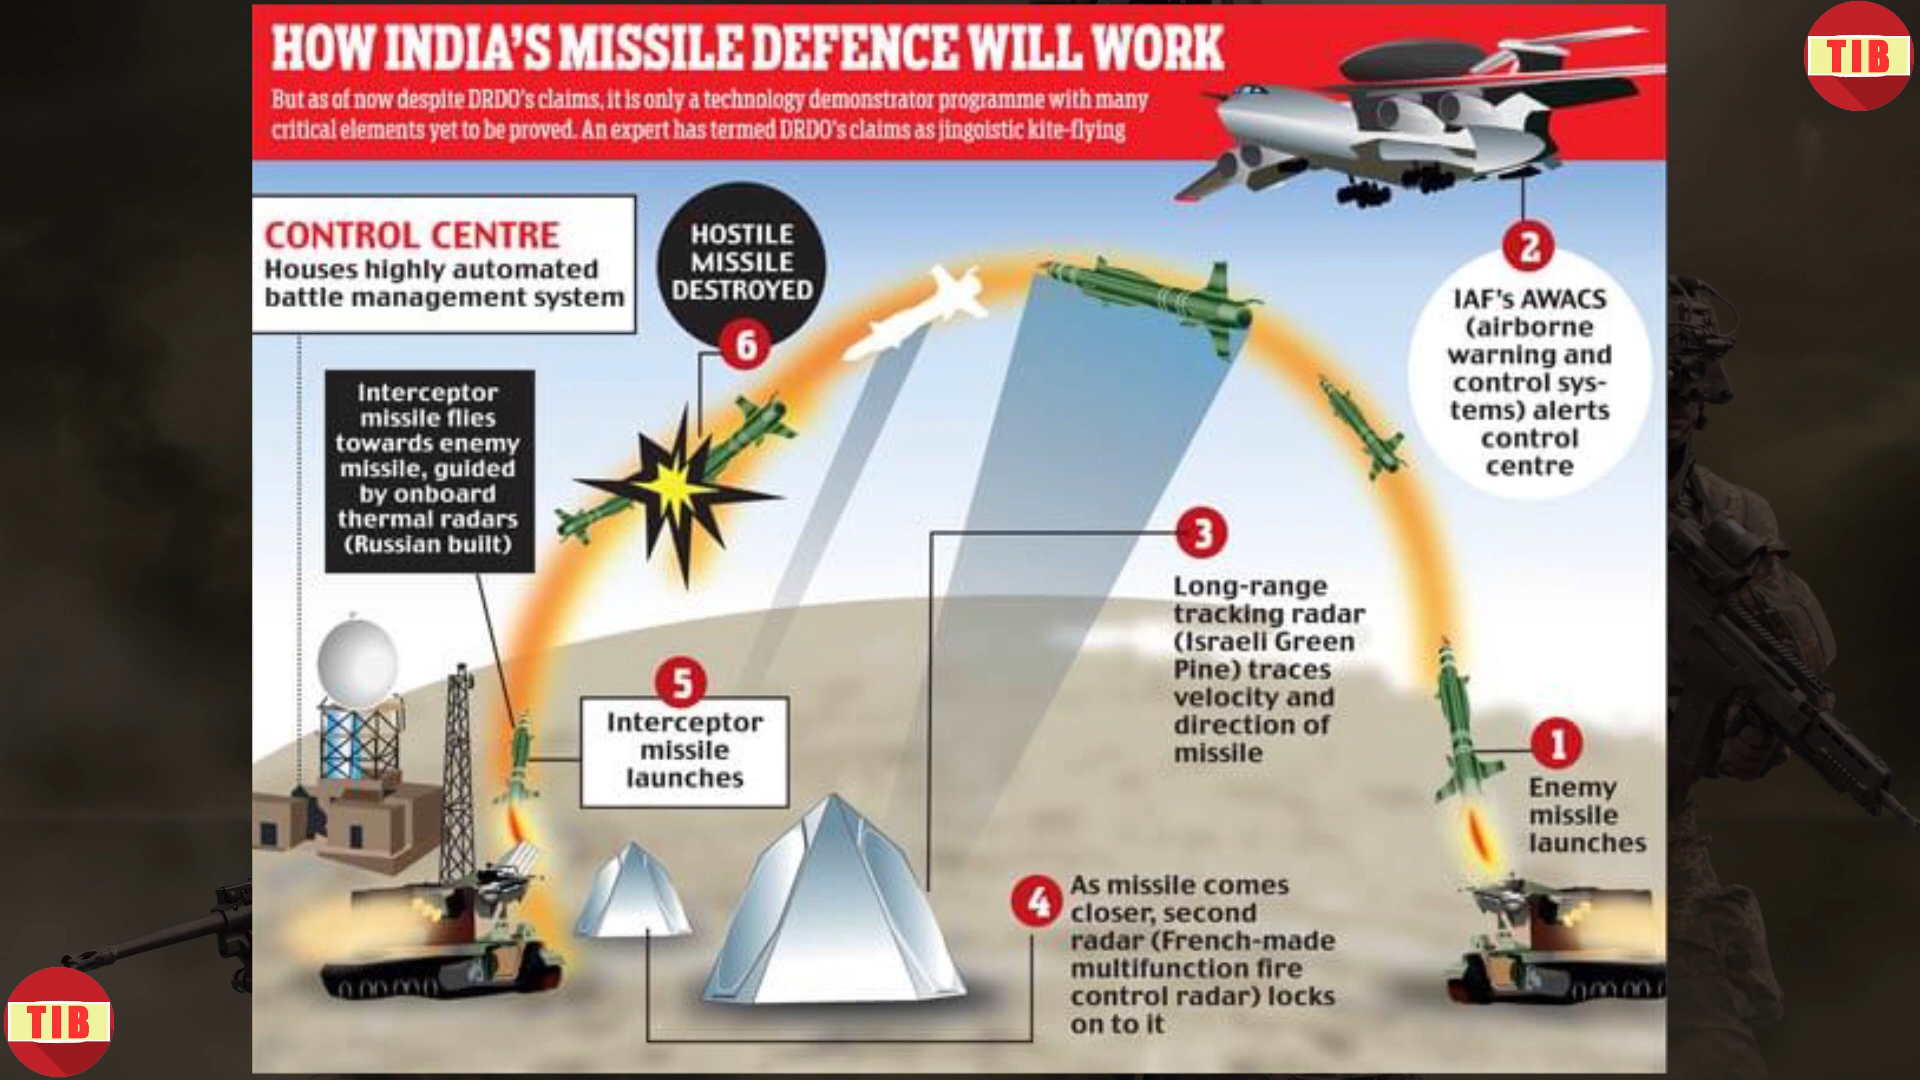 HOW INDIA'S MISSILE DEFENCE WILL WORK
But as of now despite DRDO's claims, it is only a technology demonstrator programme with many
critical elements yet to be proved. An expert has termed DRDO's claims as jingoistic kite-flying
TIB
CONTROL CENTRE
Houses highly automated
battle management system
HOSTILE
MISSILE
DESTROYED
6
2
IAF's AWACS
(airborne
warning and
control sys-
tems) alerts
control
centre
Interceptor
missile flies
towards enemy
missile, guided
by onboard
thermal radars
(Russian built)
3
Long-range
tracking radar
(Israeli Green
Pine) traces
velocity and
direction of
missile
5
Interceptor
missile
launches
1
Enemy
missile
launches
4
As missile comes
closer, second
radar (French-made
multifunction fire
control radar) locks
on to it
TIB